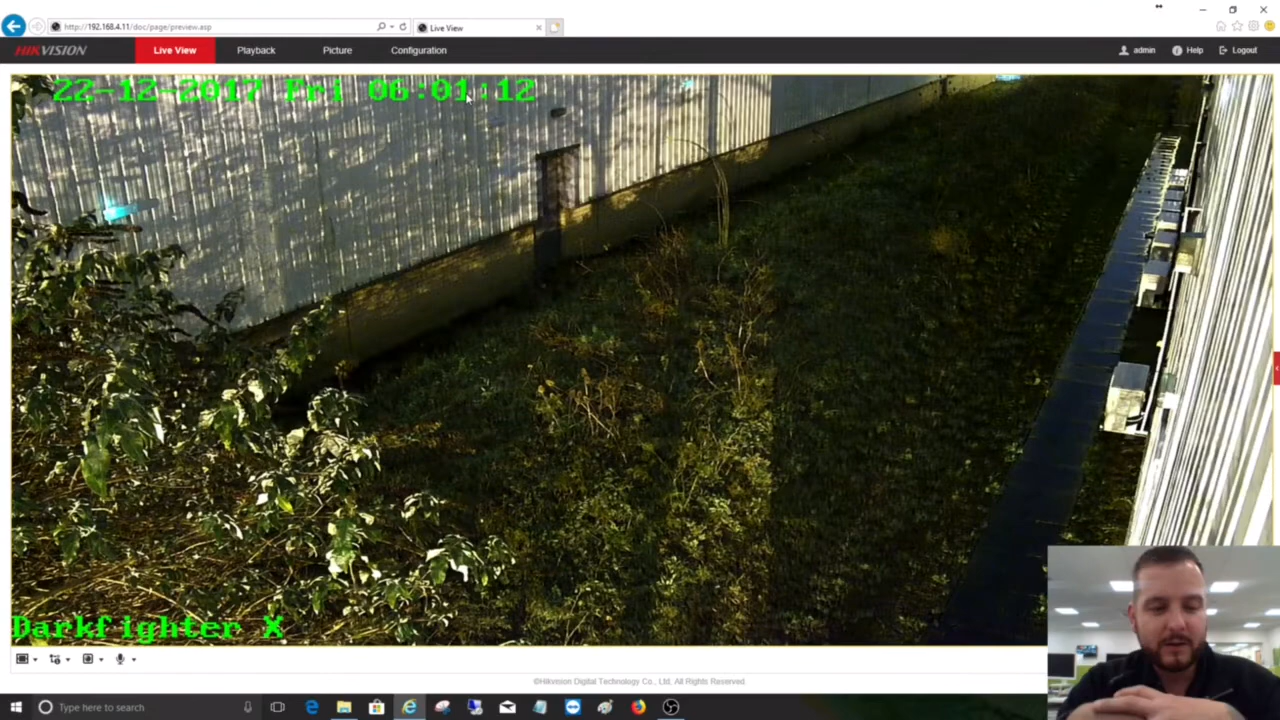 http://192.168.4.11/doc/page/preview.asp
Live View
HIKVISION
Live View
Playback
Picture
Configuration
admin
Help
Logout
22-12-2017 Fri 06:01:12
Darkfighter X
©Hikvision Digital Technology Co., Ltd. All Rights Reserved.
Type here to search